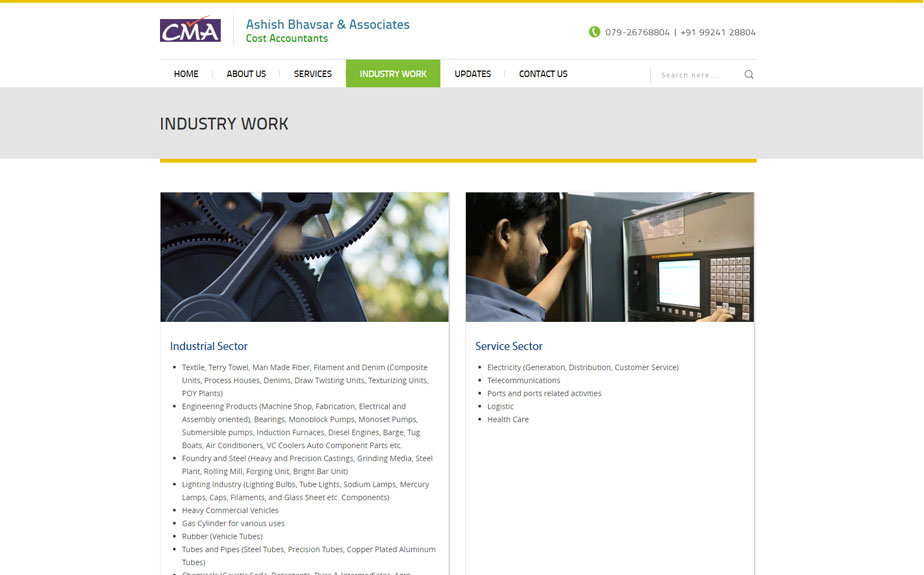 CMA
Ashish Bhavsar & Associates
Cost Accountants
079-26768804 | +91 99241 28804
HOME
ABOUT US
SERVICES
INDUSTRY WORK
UPDATES
CONTACT US
Search here...
INDUSTRY WORK
Industrial Sector
Textile, Terry Towel, Man Made Fiber, Filament and Denim (Composite
Units, Process Houses, Denims, Draw Twisting Units, Texturizing Units,
POY Plants)
Engineering Products (Machine Shop, Fabrication, Electrical and
Assembly oriented), Bearings, Monoblock Pumps, Monoset Pumps,
Submersible pumps, Induction Furnaces, Diesel Engines, Barge, Tug
Boats, Air Conditioners, VC Coolers Auto Component Parts etc.
Foundry and Steel (Heavy and Precision Castings, Grinding Media, Steel
Plant, Rolling Mill, Forging Unit, Bright Bar Unit)
Lighting Industry (Lighting Bulbs, Tube Lights, Sodium Lamps, Mercury
Lamps, Caps, Filaments, and Glass Sheet etc. Components)
Heavy Commercial Vehicles
Gas Cylinder for various uses
Rubber (Vehicle Tubes)
Tubes and Pipes (Steel Tubes, Precision Tubes, Copper Plated Aluminum
Tubes)
Chemicals (Caustic Soda, Detergents, Dyes & Intermediates, Agro
Service Sector
Electricity (Generation, Distribution, Customer Service)
Telecommunications
Ports and ports related activities
Logistic
Health Care